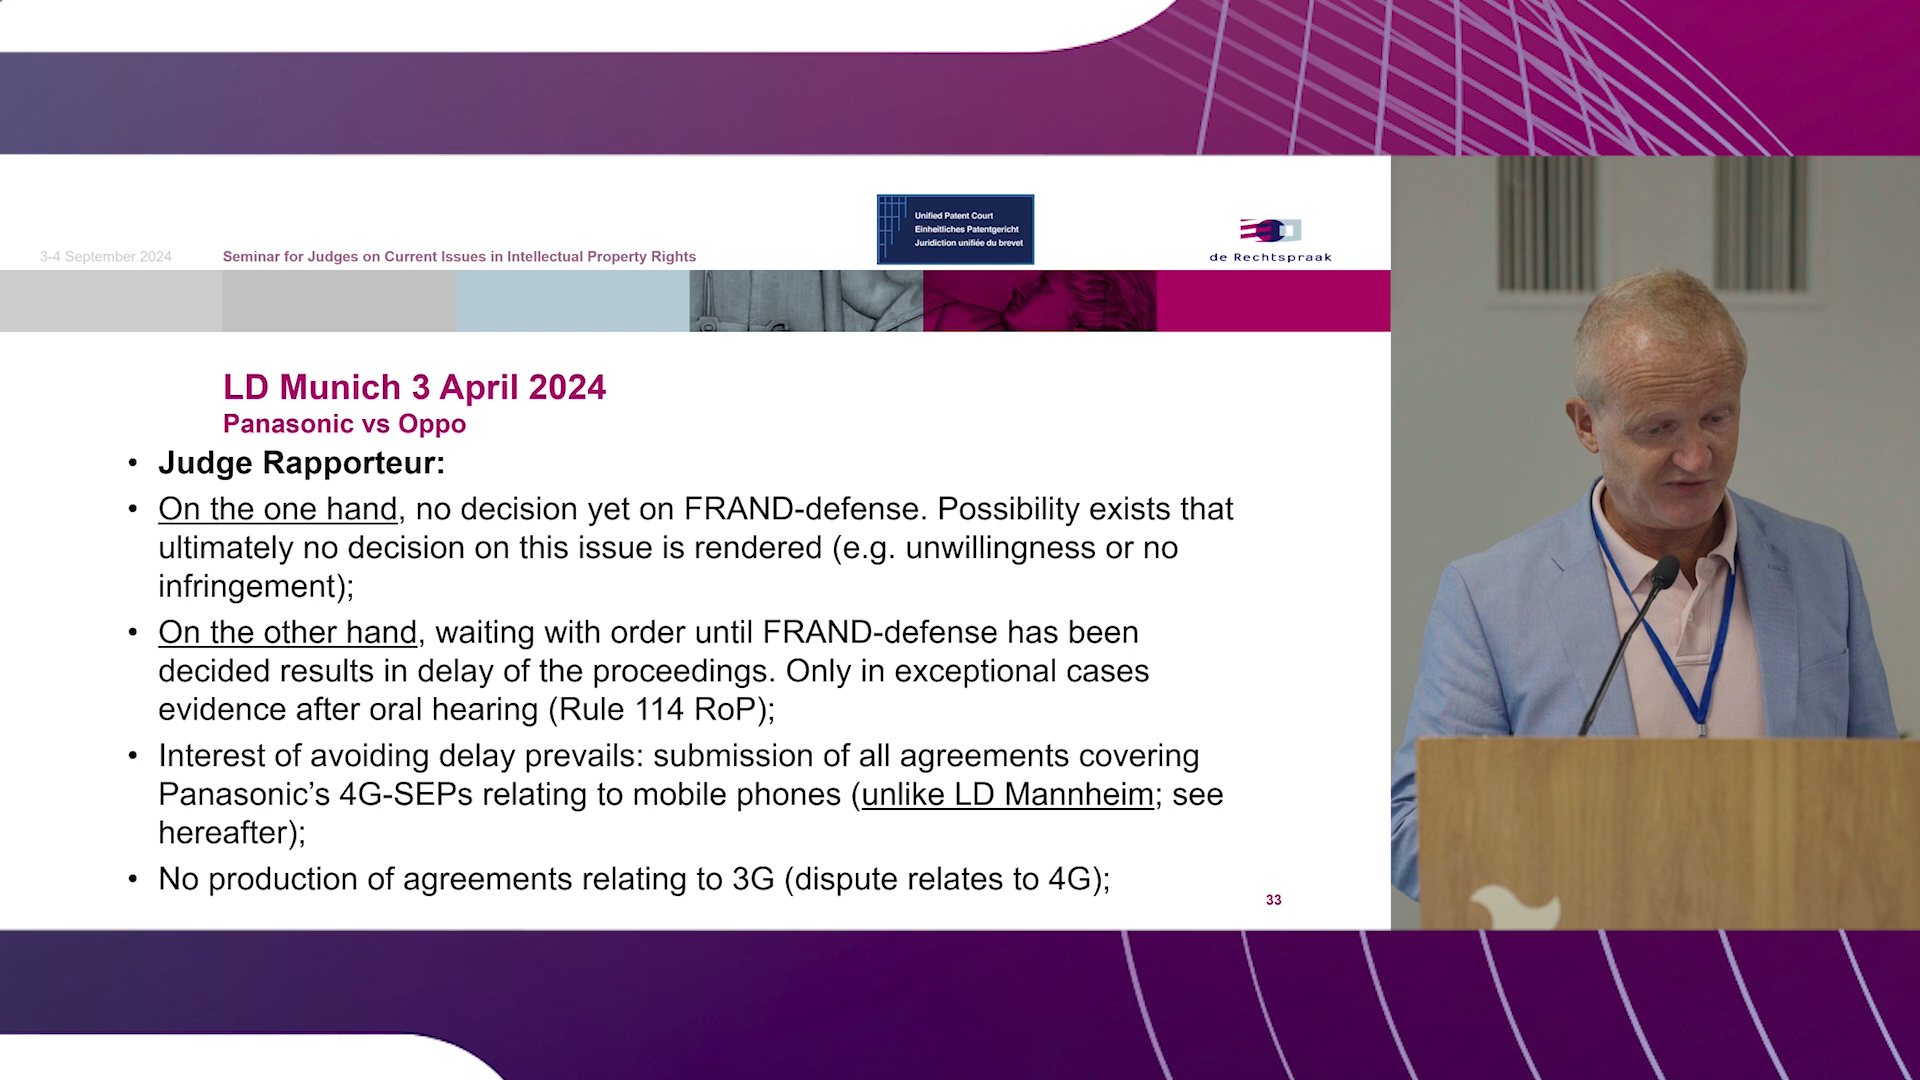 3-4 September 2024
Seminar for Judges on Current Issues in Intellectual Property Rights
Unified Patent Court
Einheitliches Patentgericht
Juridiction unifiée du brevet
de Rechtspraak
LD Munich 3 April 2024
Panasonic vs Oppo
• Judge Rapporteur:
• On the one hand, no decision yet on FRAND-defense. Possibility exists that
ultimately no decision on this issue is rendered (e.g. unwillingness or no
infringement);
• On the other hand, waiting with order until FRAND-defense has been
decided results in delay of the proceedings. Only in exceptional cases
evidence after oral hearing (Rule 114 RoP);
• Interest of avoiding delay prevails: submission of all agreements covering
Panasonic’s 4G-SEPs relating to mobile phones (unlike LD Mannheim; see
hereafter);
• No production of agreements relating to 3G (dispute relates to 4G);
33